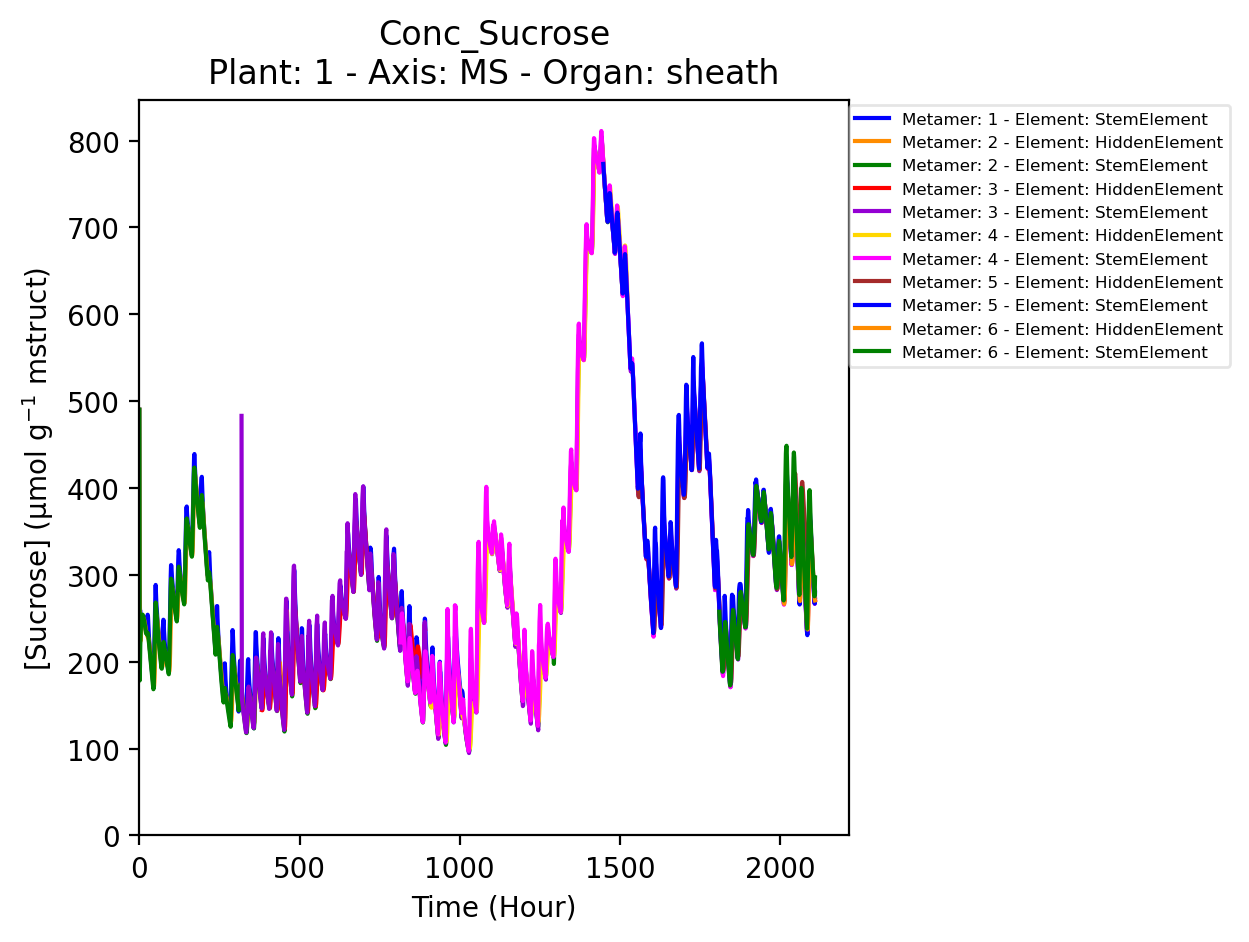 Conc_Sucrose
Plant: 1 - Axis: MS - Organ: sheath
[Sucrose] (µmol g⁻¹ mstruct)
800
700
600
500
400
300
200
100
0
0 500 1000 1500 2000
Time (Hour)
Metamer: 1 - Element: StemElement
Metamer: 2 - Element: HiddenElement
Metamer: 2 - Element: StemElement
Metamer: 3 - Element: HiddenElement
Metamer: 3 - Element: StemElement
Metamer: 4 - Element: HiddenElement
Metamer: 4 - Element: StemElement
Metamer: 5 - Element: HiddenElement
Metamer: 5 - Element: StemElement
Metamer: 6 - Element: HiddenElement
Metamer: 6 - Element: StemElement